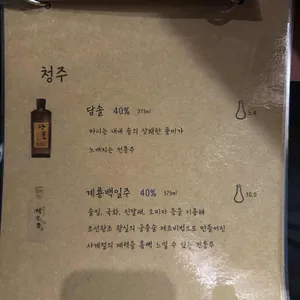 청주
담솔 40% 375ml
마시는 내내 솔의 상쾌한 풍미가
느껴지는 전통주
계룡백일주 40% 375ml
솔잎, 국화, 진달래, 오미자 등을 이용해
조선왕조 왕실의 궁중술 제조비법으로 만들어진
사계절의 매력을 흠뻑 느낄 수 있는 전통주
10.0